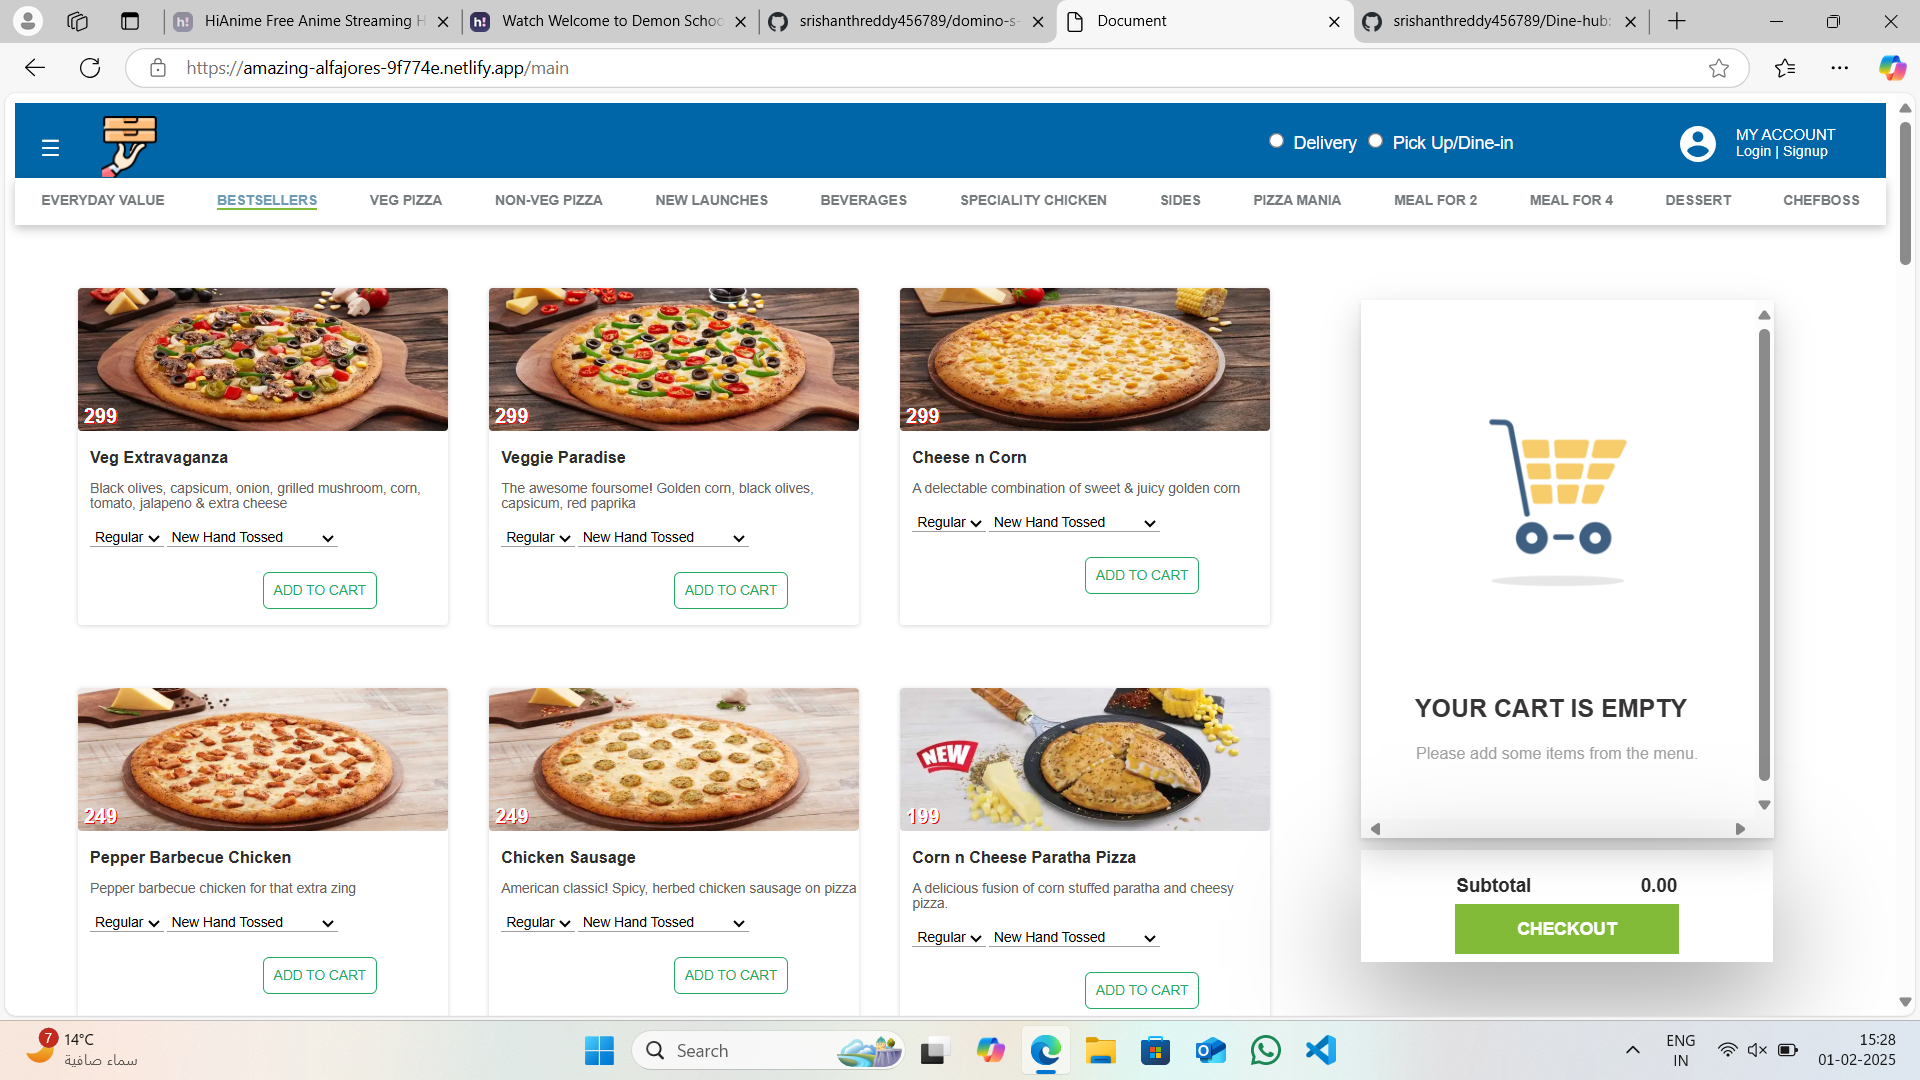 HiAnime Free Anime Streaming H
Watch Welcome to Demon Schoo
srishanthreddy456789/domino-s-
Document
srishanthreddy456789/Dine-hub:
https://amazing-alfajores-9f774e.netlify.app/main
Delivery
Pick Up/Dine-in
MY ACCOUNT
Login | Signup
EVERYDAY VALUE
BESTSELLERS
VEG PIZZA
NON-VEG PIZZA
NEW LAUNCHES
BEVERAGES
SPECIALITY CHICKEN
SIDES
PIZZA MANIA
MEAL FOR 2
MEAL FOR 4
DESSERT
CHEFBOSS
299
Veg Extravaganza
Black olives, capsicum, onion, grilled mushroom, corn,
tomato, jalapeno & extra cheese
Regular
New Hand Tossed
ADD TO CART
299
Veggie Paradise
The awesome foursome! Golden corn, black olives,
capsicum, red paprika
Regular
New Hand Tossed
ADD TO CART
299
Cheese n Corn
A delectable combination of sweet & juicy golden corn
Regular
New Hand Tossed
ADD TO CART
249
Pepper Barbecue Chicken
Pepper barbecue chicken for that extra zing
Regular
New Hand Tossed
ADD TO CART
249
Chicken Sausage
American classic! Spicy, herbed chicken sausage on pizza
Regular
New Hand Tossed
ADD TO CART
NEW
199
Corn n Cheese Paratha Pizza
A delicious fusion of corn stuffed paratha and cheesy
pizza.
Regular
New Hand Tossed
ADD TO CART
YOUR CART IS EMPTY
Please add some items from the menu.
Subtotal
0.00
CHECKOUT
7
14°C
سماء صافية
Search
ENG
IN
15:28
01-02-2025